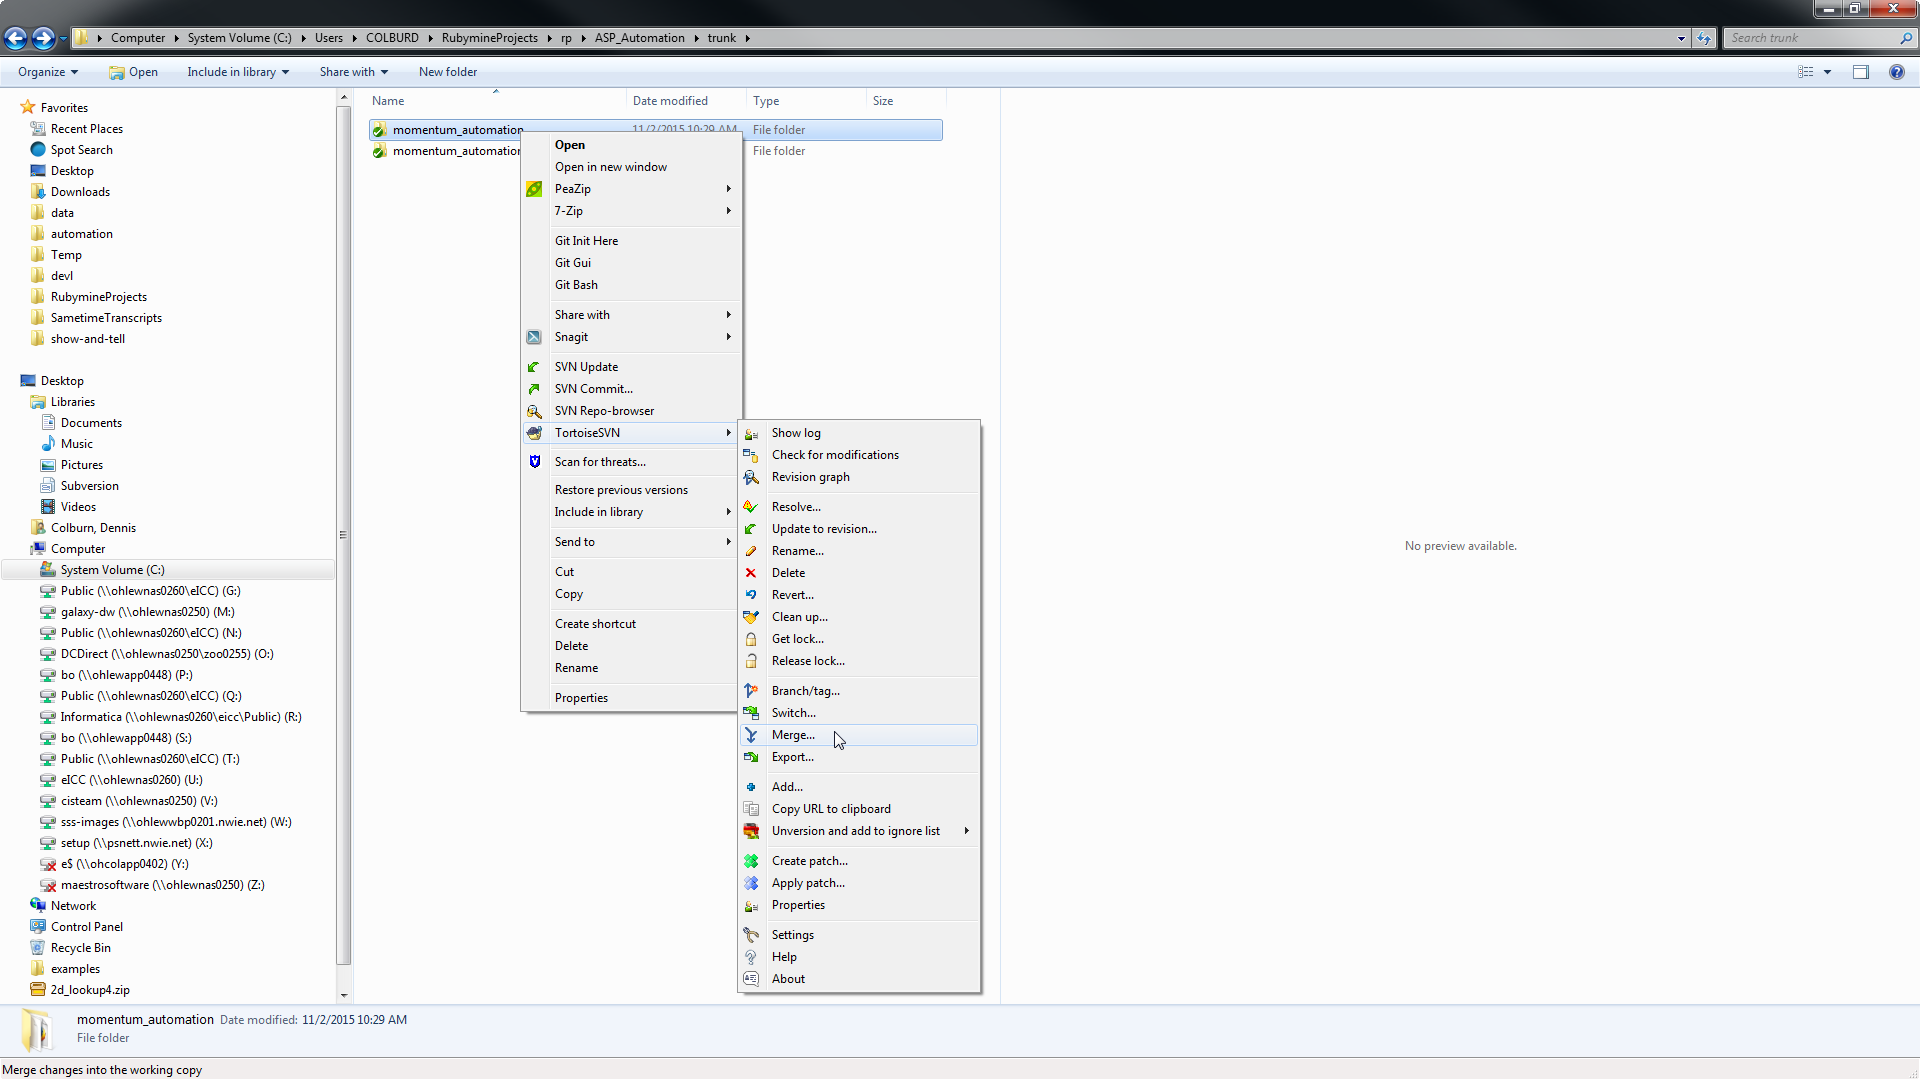 Computer System Volume (C:) Users COLBURD RubymineProjects rp ASP_Automation trunk
Search trunk
Organize Open Include in library Share with New folder
Name Date modified Type Size
momentum_automation 11/2/2015 10:29 AM File folder
momentum_automation File folder
Favorites
Recent Places
Spot Search
Desktop
Downloads
data
automation
Temp
devl
RubymineProjects
SametimeTranscripts
show-and-tell
Desktop
Libraries
Documents
Music
Pictures
Subversion
Videos
Colburn, Dennis
Computer
System Volume (C:)
Public (\\ohlewnas0260\eICC) (G:)
galaxy-dw (\\ohlewnas0250) (M:)
Public (\\ohlewnas0260\eICC) (N:)
DCDirect (\\ohlewnas0250\zoo0255) (O:)
bo (\\ohlewapp0448) (P:)
Public (\\ohlewnas0260\eICC) (Q:)
Informatica (\\ohlewnas0260\eicc\Public) (R:)
bo (\\ohlewapp0448) (S:)
Public (\\ohlewnas0260\eICC) (T:)
eICC (\\ohlewnas0260) (U:)
cisteam (\\ohlewnas0250) (V:)
sss-images (\\ohlewwbp0201.nwie.net) (W:)
setup (\\psnett.nwie.net) (X:)
e$ (\\ohcolapp0402) (Y:)
maestrosoftware (\\ohlewnas0250) (Z:)
Network
Control Panel
Recycle Bin
examples
2d_lookup4.zip
Open
Open in new window
PeaZip
7-Zip
Git Init Here
Git Gui
Git Bash
Share with
Snagit
SVN Update
SVN Commit...
SVN Repo-browser
TortoiseSVN
Scan for threats...
Restore previous versions
Include in library
Send to
Cut
Copy
Create shortcut
Delete
Rename
Properties
Show log
Check for modifications
Revision graph
Resolve...
Update to revision...
Rename...
Delete
Revert...
Clean up...
Get lock...
Release lock...
Branch/tag...
Switch...
Merge...
Export...
Add...
Copy URL to clipboard
Unversion and add to ignore list
Create patch...
Apply patch...
Properties
Settings
Help
About
No preview available.
momentum_automation Date modified: 11/2/2015 10:29 AM
File folder
Merge changes into the working copy